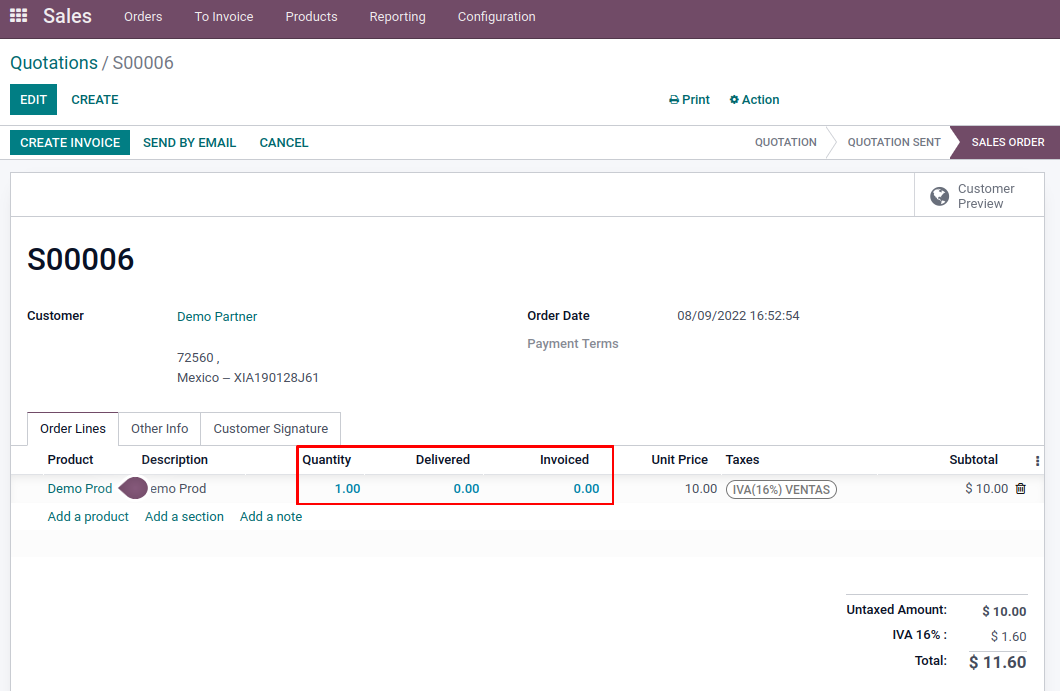 Sales Orders To Invoice Products Reporting Configuration
Quotations / S00006
EDIT CREATE Print Action
CREATE INVOICE SEND BY EMAIL CANCEL QUOTATION QUOTATION SENT SALES ORDER
Customer
Preview
S00006
Customer Demo Partner Order Date 08/09/2022 16:52:54
Payment Terms
72560 ,
Mexico – XIA190128J61
Order Lines Other Info Customer Signature
Product Description Quantity Delivered Invoiced Unit Price Taxes Subtotal
Demo Prod emo Prod 1.00 0.00 0.00 10.00 IVA(16%) VENTAS $ 10.00
Add a product Add a section Add a note
Untaxed Amount: $ 10.00
IVA 16% : $ 1.60
Total: $ 11.60